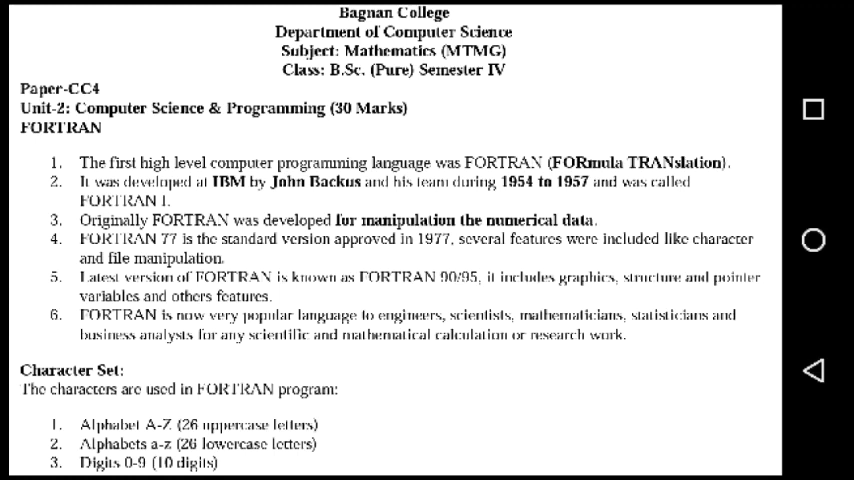 Bagnan College
Department of Computer Science
Subject: Mathematics (MTMG)
Class: B.Sc. (Pure) Semester IV
Paper-CC4
Unit-2: Computer Science & Programming (30 Marks)
FORTRAN
1. The first high level computer programming language was FORTRAN (FORmula TRANslation).
2. It was developed at IBM by John Backus and his team during 1954 to 1957 and was called
FORTRAN I.
3. Originally FORTRAN was developed for manipulation the numerical data.
4. FORTRAN 77 is the standard version approved in 1977, several features were included like character
and file manipulation.
5. Latest version of FORTRAN is known as FORTRAN 90/95, it includes graphics, structure and pointer
variables and others features.
6. FORTRAN is now very popular language to engineers, scientists, mathematicians, statisticians and
business analysts for any scientific and mathematical calculation or research work.
Character Set:
The characters are used in FORTRAN program:
1. Alphabet A-Z (26 uppercase letters)
2. Alphabets a-z (26 lowercase letters)
3. Digits 0-9 (10 digits)